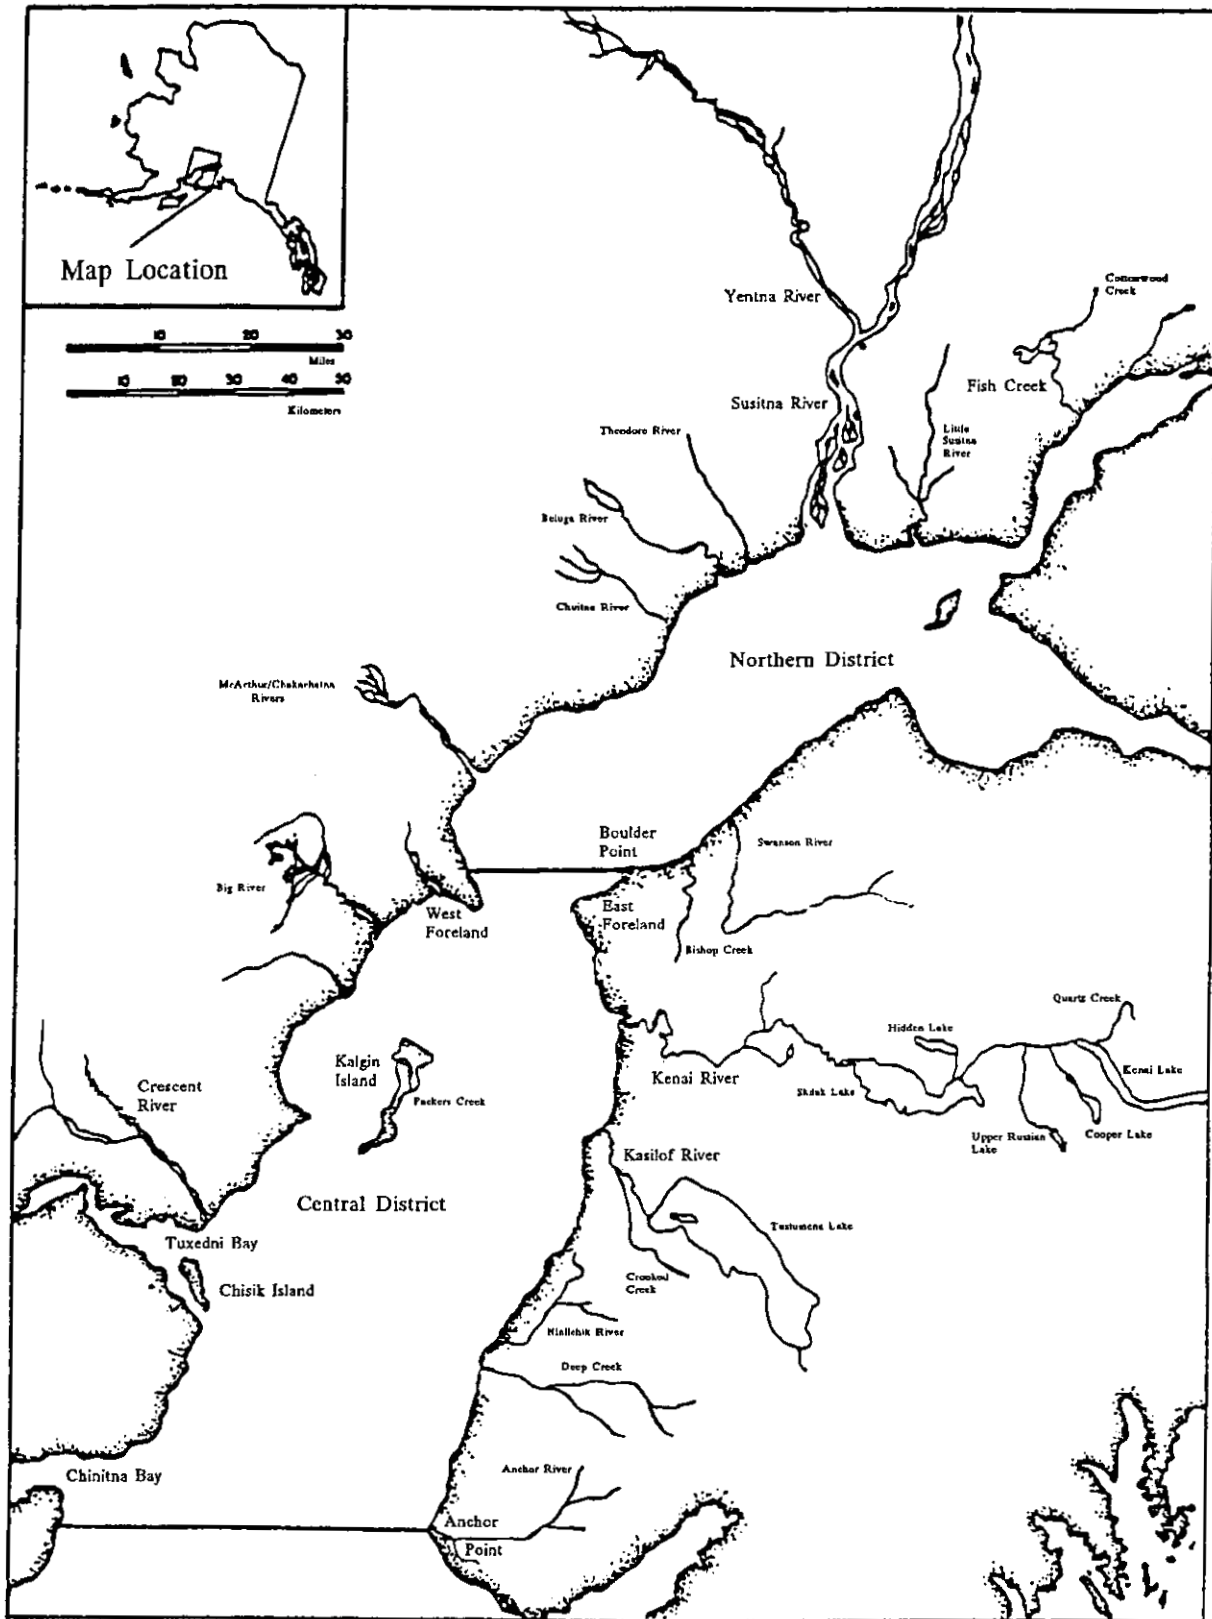 Map Location
10 20 30
Miles
10 20 30 40 50
Kilometers
Yentna River
Cottonwood
Creek
Fish Creek
Susitna River
Little
Susitna
River
Theodore River
Beluga River
Chuitna River
Northern District
McArthur/Chakachatna
Rivers
Boulder
Point
Swanson River
Big River
West
Foreland
East
Foreland
Bishop Creek
Quartz Creek
Hidden Lake
Kalgin
Island
Kenai River
Kenai Lake
Crescent
River
Packers Creek
Skilak Lake
Upper Russian
Lake
Cooper Lake
Kasilof River
Central District
Tustumena Lake
Tuxedni Bay
Chisik Island
Crooked
Creek
Ninilchik River
Deep Creek
Chinitna Bay
Anchor River
Anchor
Point